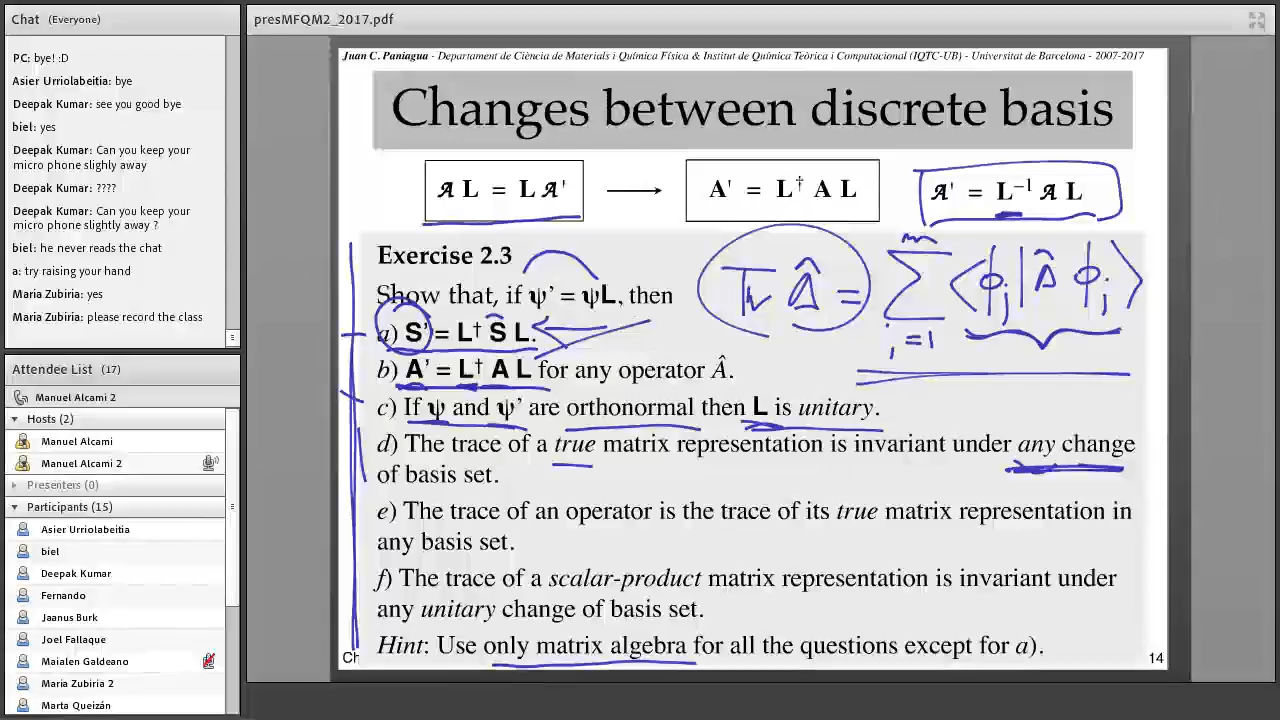 Chat (Everyone)
PC: bye! :D
Asier Urriolabeitia: bye
Deepak Kumar: see you good bye
biel: yes
Deepak Kumar: Can you keep your
micro phone slighly away
Deepak Kumar: ????
Deepak Kumar: Can you keep your
micro phone slighly away ?
biel: he never reads the chat
a: try raising your hand
Maria Zubiria: yes
Maria Zubiria: please record the class
Attendee List (17)
Manuel Alcami 2
Hosts (2)
Manuel Alcami
Manuel Alcami 2
Presenters (0)
Participants (15)
Asier Urriolabeitia
biel
Deepak Kumar
Fernando
Jaanus Burk
Joel Fallaque
Maialen Galdeano
Maria Zubiria 2
Marta Queizán
presMFQM2_2017.pdf
Juan C. Paniagua - Departament de Ciència de Materials i Química Física & Institut de Química Teòrica i Computacional (IQTC-UB) - Universitat de Barcelona - 2007-2017
Changes between discrete basis
𝓐 L = L 𝓐' ⟶ A' = L† A L 𝓐' = L⁻¹ 𝓐 L
Exercise 2.3
Show that, if ψ' = ψL, then
a) S' = L† S L.
b) A' = L† A L for any operator Â.
c) If ψ and ψ' are orthonormal then L is unitary.
d) The trace of a true matrix representation is invariant under any change
of basis set.
e) The trace of an operator is the trace of its true matrix representation in
any basis set.
f) The trace of a scalar-product matrix representation is invariant under
any unitary change of basis set.
Hint: Use only matrix algebra for all the questions except for a).
Ch
14
Tr Â = ∑ i=1 m ⟨ϕj | Â ϕj⟩